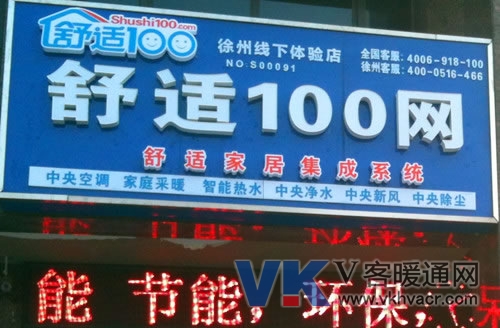 Shushi100.com
舒适100
徐州线下体验店
NO S00091
全国客服：4006-918-100
徐州客服：400-0516-466
舒适100网
舒适家居集成系统
中央空调 家庭采暖 智能热水 中央净水 中央新风 中央除尘
能 节能，环保，
VK V客暖通网
www.vkhvacr.com